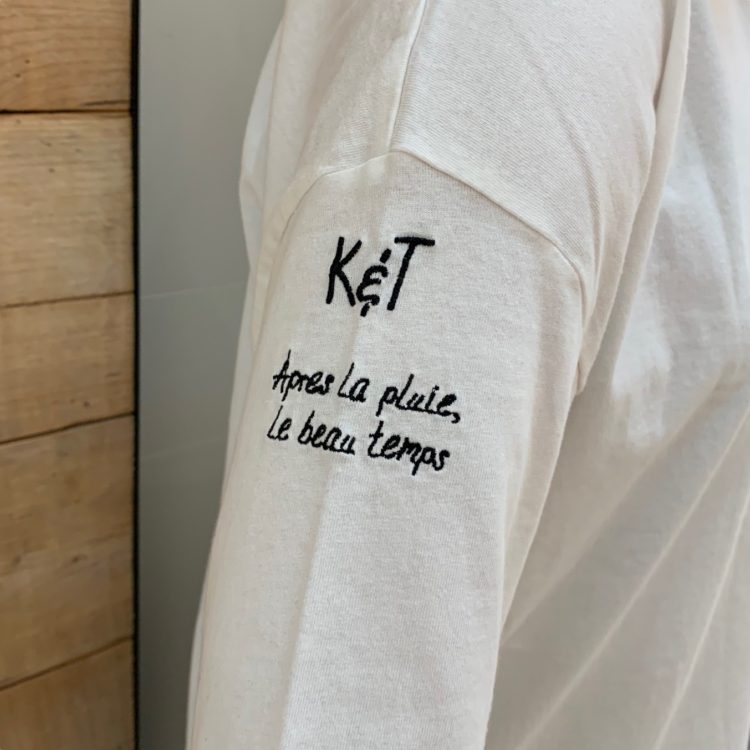 K&T
Apres la pluie,
le beau temps